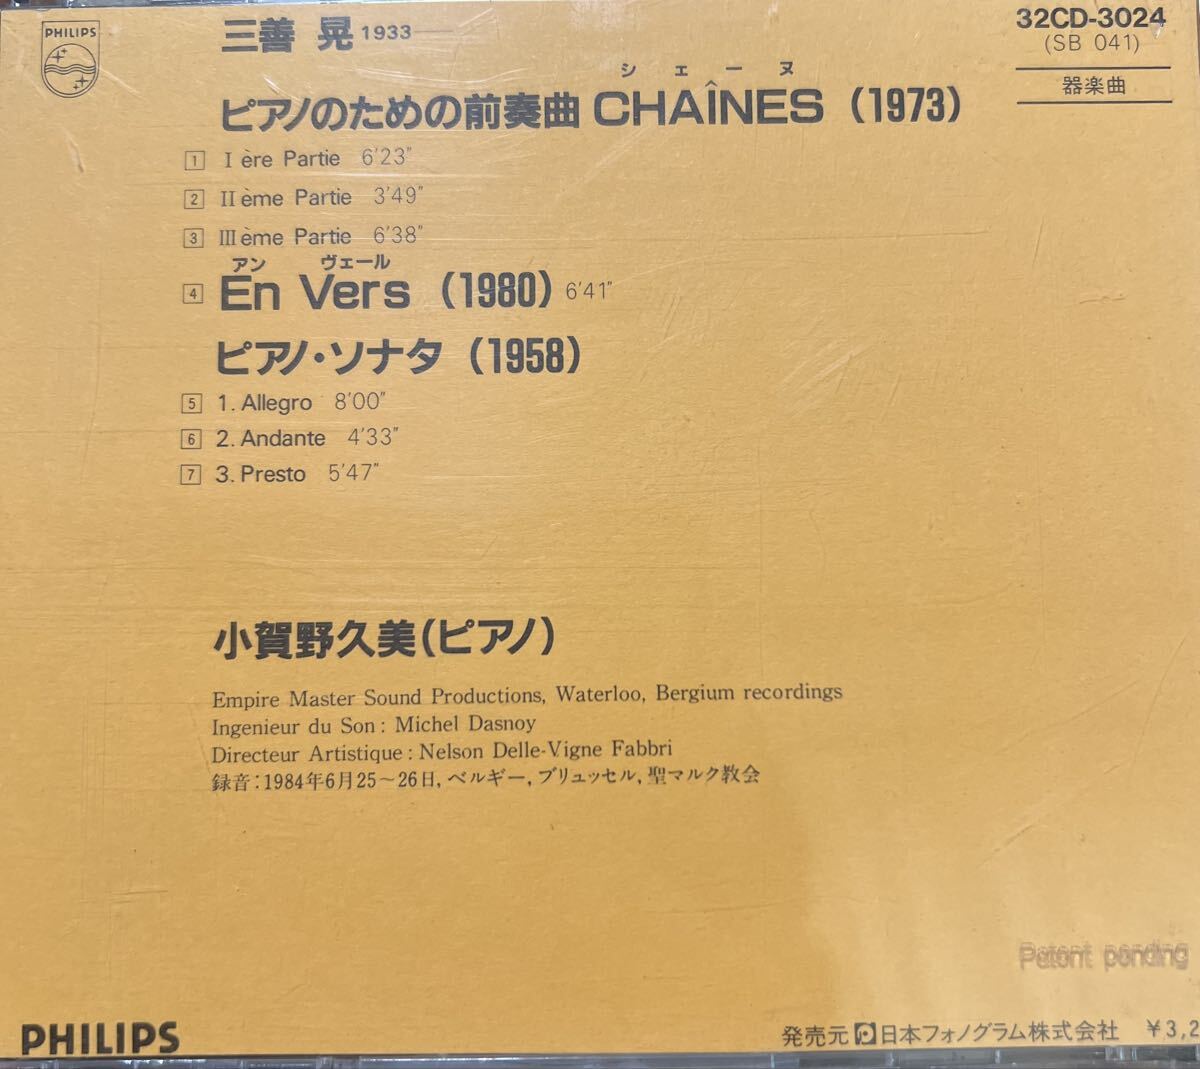 PHILIPS
三善 晃 1933——
32CD-3024
(SB 041)
器楽曲
シェーヌ
ピアノのための前奏曲 CHAÎNES (1973)
1 I ère Partie 6'23"
2 II ème Partie 3'49"
3 III ème Partie 6'38"
アン ヴェール
4 En Vers (1980) 6'41"
ピアノ・ソナタ (1958)
5 1. Allegro 8'00"
6 2. Andante 4'33"
7 3. Presto 5'47"
小賀野久美(ピアノ)
Empire Master Sound Productions, Waterloo, Bergium recordings
Ingenieur du Son: Michel Dasnoy
Directeur Artistique: Nelson Delle-Vigne Fabbri
録音:1984年6月25〜26日, ベルギー, ブリュッセル, 聖マルク教会
Patent pending
PHILIPS
発売元 日本フォノグラム株式会社 ¥3,2